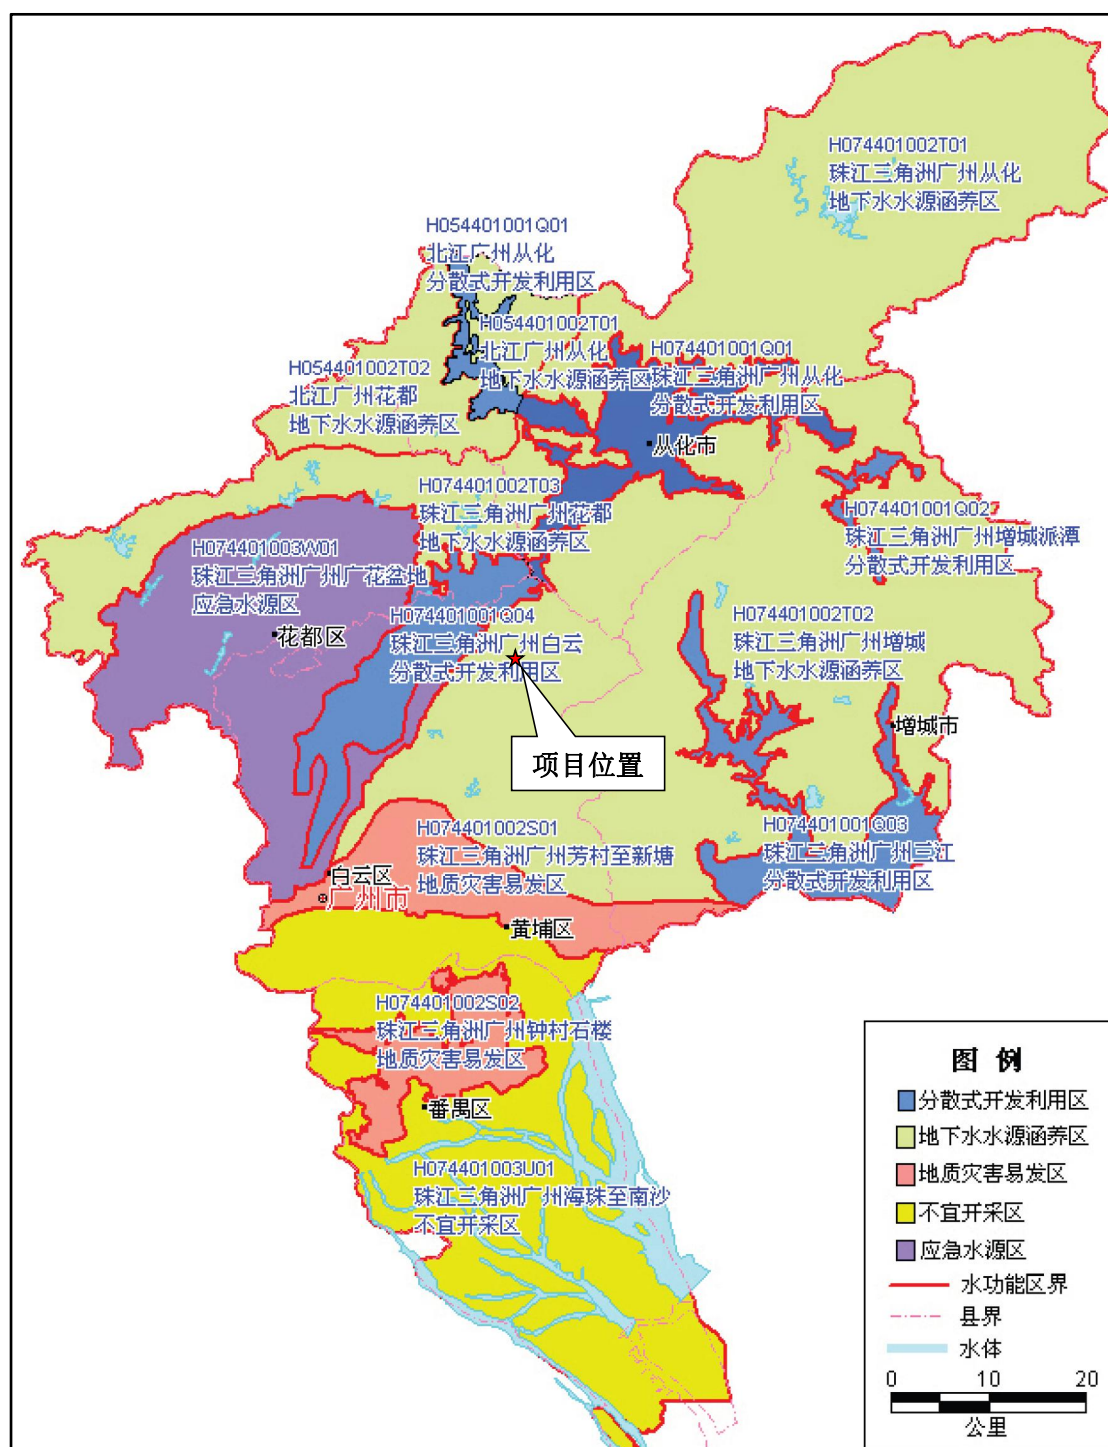 H074401002T01
珠江三角洲广州从化
地下水水源涵养区
H054401001Q01
北江广州从化
分散式开发利用区
H054401002T01
北江广州从化
地下水水源涵养区
H074401001Q01
珠江三角洲广州从化
分散式开发利用区
H054401002T02
北江广州花都
地下水水源涵养区
从化市
H074401002T03
珠江三角洲广州花都
地下水水源涵养区
H074401001Q02
珠江三角洲广州增城派潭
分散式开发利用区
H074401003W01
珠江三角洲广州广花盆地
应急水源区
花都区
H074401001Q04
珠江三角洲广州白云
分散式开发利用区
H074401002T02
珠江三角洲广州增城
地下水水源涵养区
增城市
项目位置
H074401002S01
珠江三角洲广州芳村至新塘
地质灾害易发区
H074401001Q03
珠江三角洲广州三江
分散式开发利用区
白云区
广州市
黄埔区
H074401002S02
珠江三角洲广州钟村石楼
地质灾害易发区
番禺区
H074401003U01
珠江三角洲广州海珠至南沙
不宜开采区
图 例
分散式开发利用区
地下水水源涵养区
地质灾害易发区
不宜开采区
应急水源区
水功能区界
县界
水体
0 10 20
公里